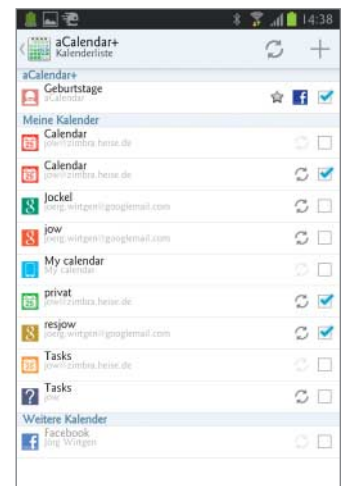 14:38
aCalendar+
Kalenderliste
aCalendar+
Geburtstage
aCalendar
Meine Kalender
Calendar
jow@zimbra.heise.de
Calendar
jow@zimbra.heise.de
Jockel
joerg.wirtgen@googlemail.com
jow
joerg.wirtgen@googlemail.com
My calendar
My calendar
privat
jow@zimbra.heise.de
resjow
joerg.wirtgen@googlemail.com
Tasks
jow@zimbra.heise.de
Tasks
jow
Weitere Kalender
Facebook
Jörg Wirtgen